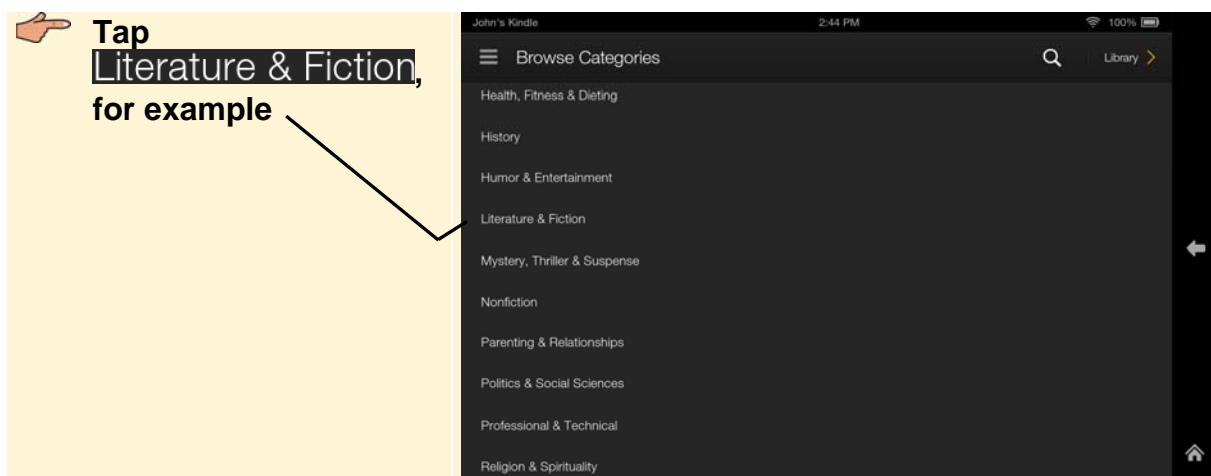 Tap
Literature & Fiction,
for example
John's Kindle 2:44 PM 100%
Browse Categories Library
Health, Fitness & Dieting
History
Humor & Entertainment
Literature & Fiction
Mystery, Thriller & Suspense
Nonfiction
Parenting & Relationships
Politics & Social Sciences
Professional & Technical
Religion & Spirituality